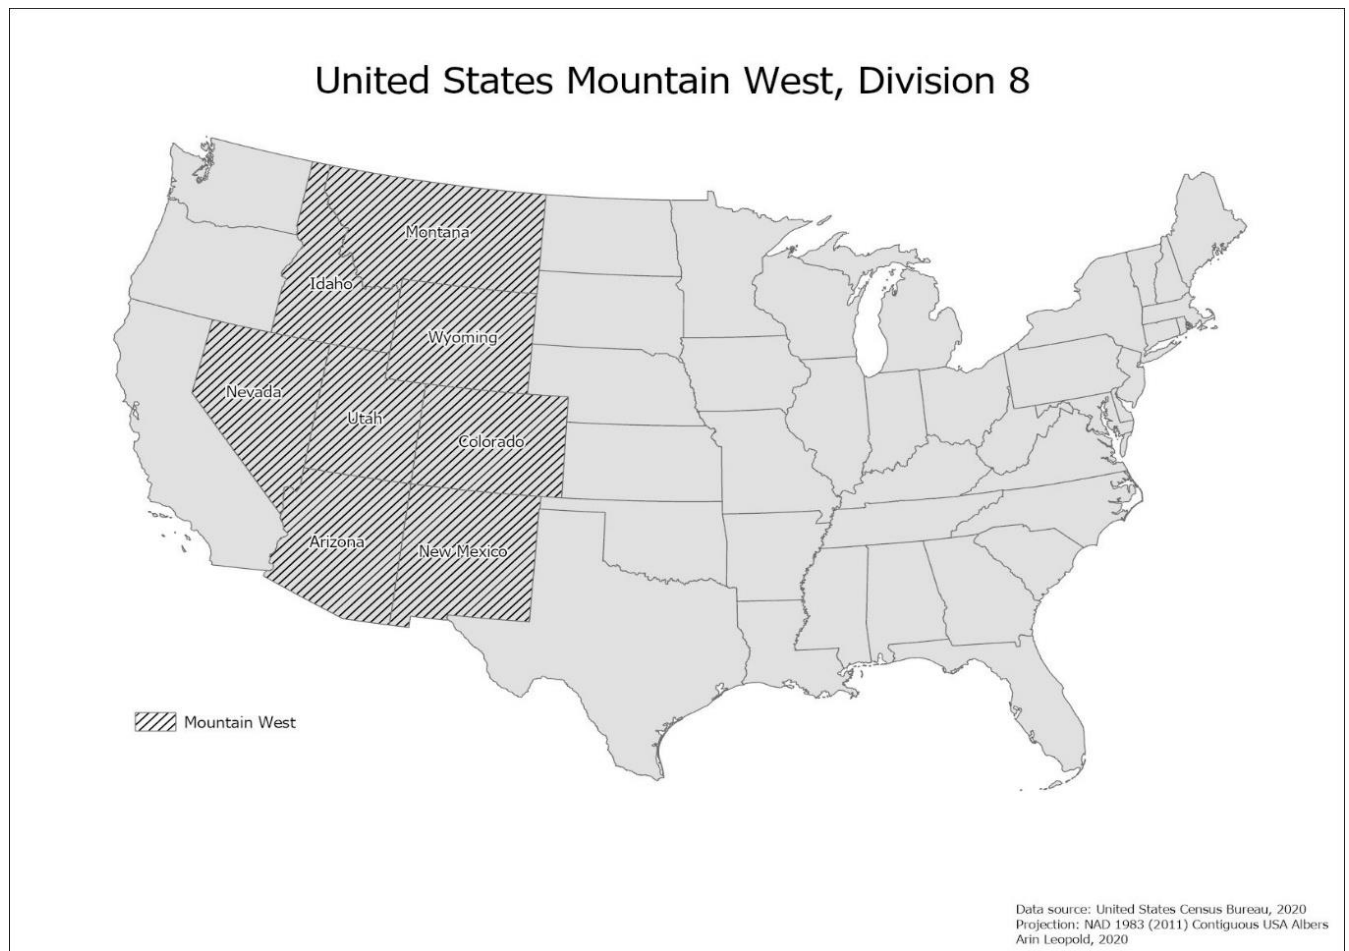 United States Mountain West, Division 8
Montana
Idaho
Wyoming
Nevada
Utah
Colorado
Arizona
New Mexico
Mountain West
Data source: United States Census Bureau, 2020
Projection: NAD 1983 (2011) Contiguous USA Albers
Arin Leopold, 2020